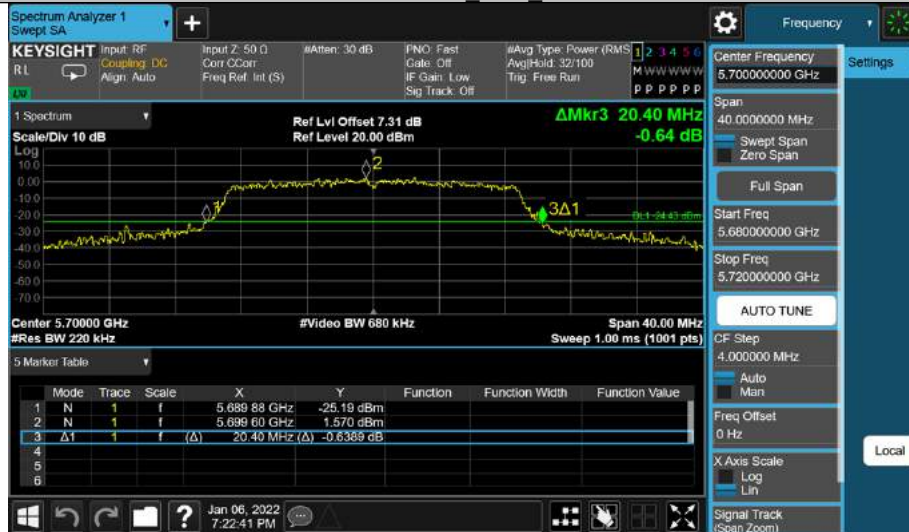 Spectrum Analyzer 1
Swept SA
+
Frequency
KEYSIGHT
RL
Input: RF
Coupling: DC
Align: Auto
Input Z: 50 Ω
Corr CCorr
Freq Ref: Int (S)
#Atten: 30 dB
PNO: Fast
Gate: Off
IF Gain: Low
Sig Track: Off
#Avg Type: Power (RMS
Avg|Hold: 32/100
Trig: Free Run
1 2 3 4 5 6
M W W W W W
P P P P P P
1 Spectrum
Scale/Div 10 dB
Ref Lvl Offset 7.31 dB
Ref Level 20.00 dBm
ΔMkr3 20.40 MHz
-0.64 dB
Log
10.0
0.00
-10.0
-20.0
-30.0
-40.0
-50.0
-60.0
-70.0
2
1
3Δ1
DL1 -24.43 dBm
Center 5.70000 GHz
#Res BW 220 kHz
#Video BW 680 kHz
Span 40.00 MHz
Sweep 1.00 ms (1001 pts)
5 Marker Table
Mode Trace Scale X Y Function Function Width Function Value
1 N 1 f 5.689 88 GHz -25.19 dBm
2 N 1 f 5.699 60 GHz 1.570 dBm
3 Δ1 1 f (Δ) 20.40 MHz (Δ) -0.6389 dB
4
5
6
?
Jan 06, 2022
7:22:41 PM
Center Frequency
5.700000000 GHz
Span
40.0000000 MHz
Swept Span
Zero Span
Full Span
Start Freq
5.680000000 GHz
Stop Freq
5.720000000 GHz
AUTO TUNE
CF Step
4.000000 MHz
Auto
Man
Freq Offset
0 Hz
X Axis Scale
Log
Lin
Signal Track
(Span Zoom)
Settings
Local